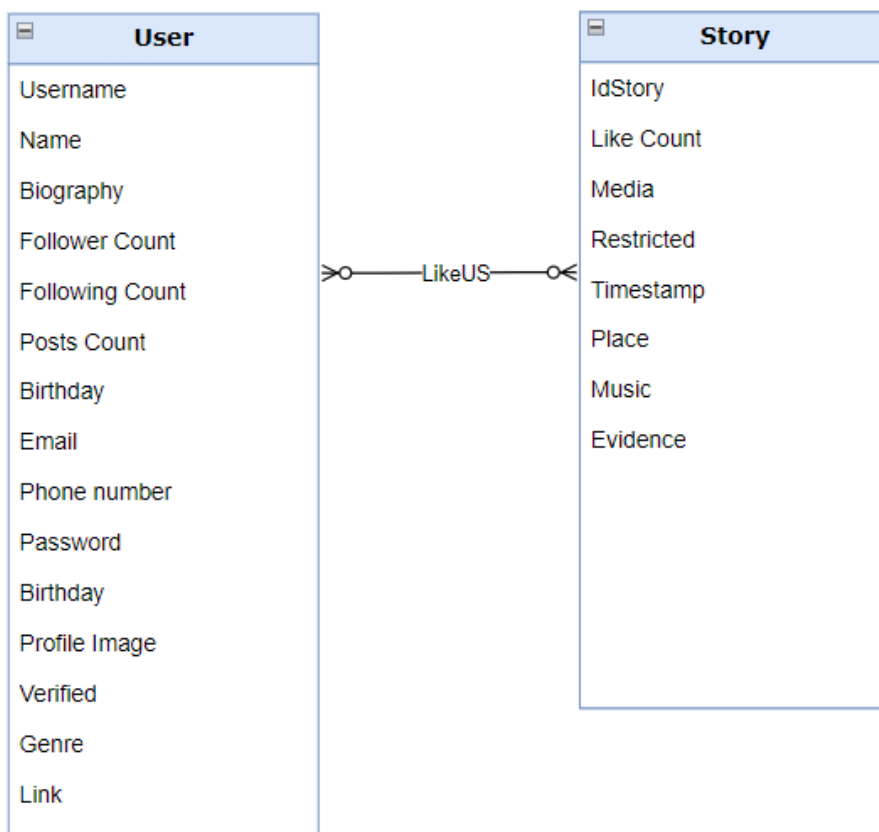 User
Username
Name
Biography
Follower Count
Following Count
Posts Count
Birthday
Email
Phone number
Password
Birthday
Profile Image
Verified
Genre
Link
LikeUS
Story
IdStory
Like Count
Media
Restricted
Timestamp
Place
Music
Evidence